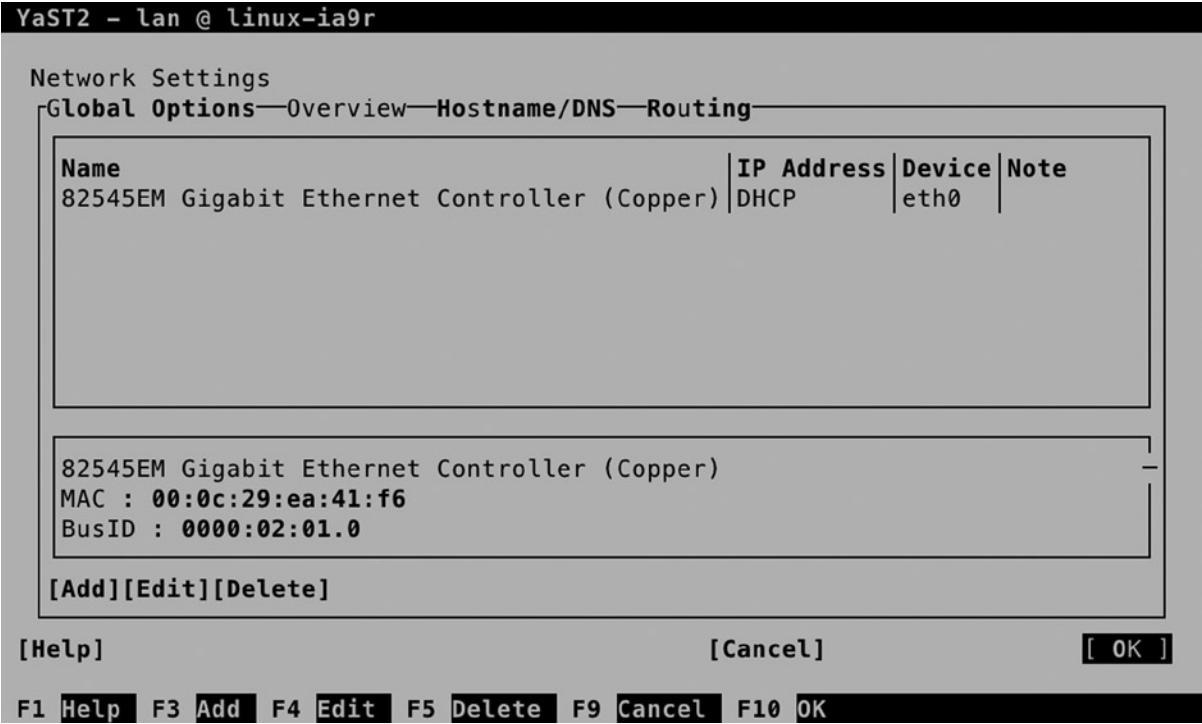 YaST2 – lan @ linux–ia9r
Network Settings
Global Options Overview Hostname/DNS Routing
Name IP Address Device Note
82545EM Gigabit Ethernet Controller (Copper) DHCP eth0
82545EM Gigabit Ethernet Controller (Copper)
MAC : 00:0c:29:ea:41:f6
BusID : 0000:02:01.0
[Add][Edit][Delete]
[Help] [Cancel] [ OK ]
F1 Help F3 Add F4 Edit F5 Delete F9 Cancel F10 OK